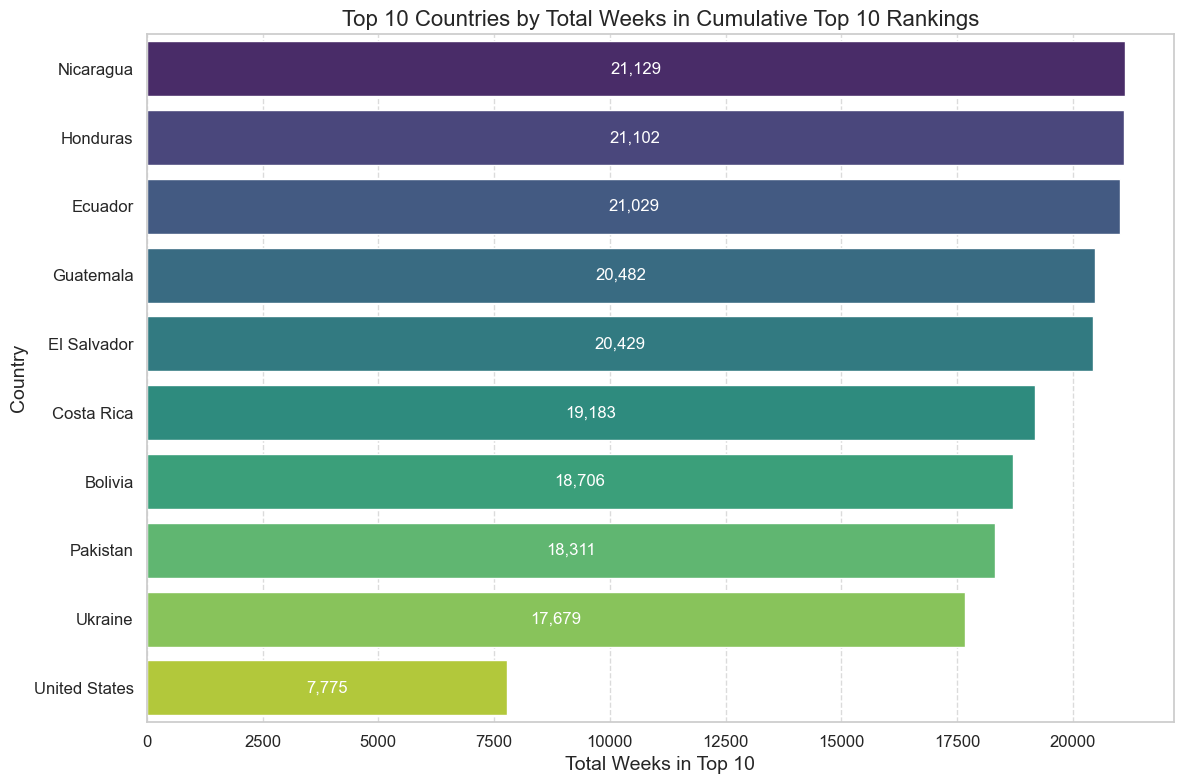 Top 10 Countries by Total Weeks in Cumulative Top 10 Rankings
Country
Nicaragua 21,129
Honduras 21,102
Ecuador 21,029
Guatemala 20,482
El Salvador 20,429
Costa Rica 19,183
Bolivia 18,706
Pakistan 18,311
Ukraine 17,679
United States 7,775
0 2500 5000 7500 10000 12500 15000 17500 20000
Total Weeks in Top 10